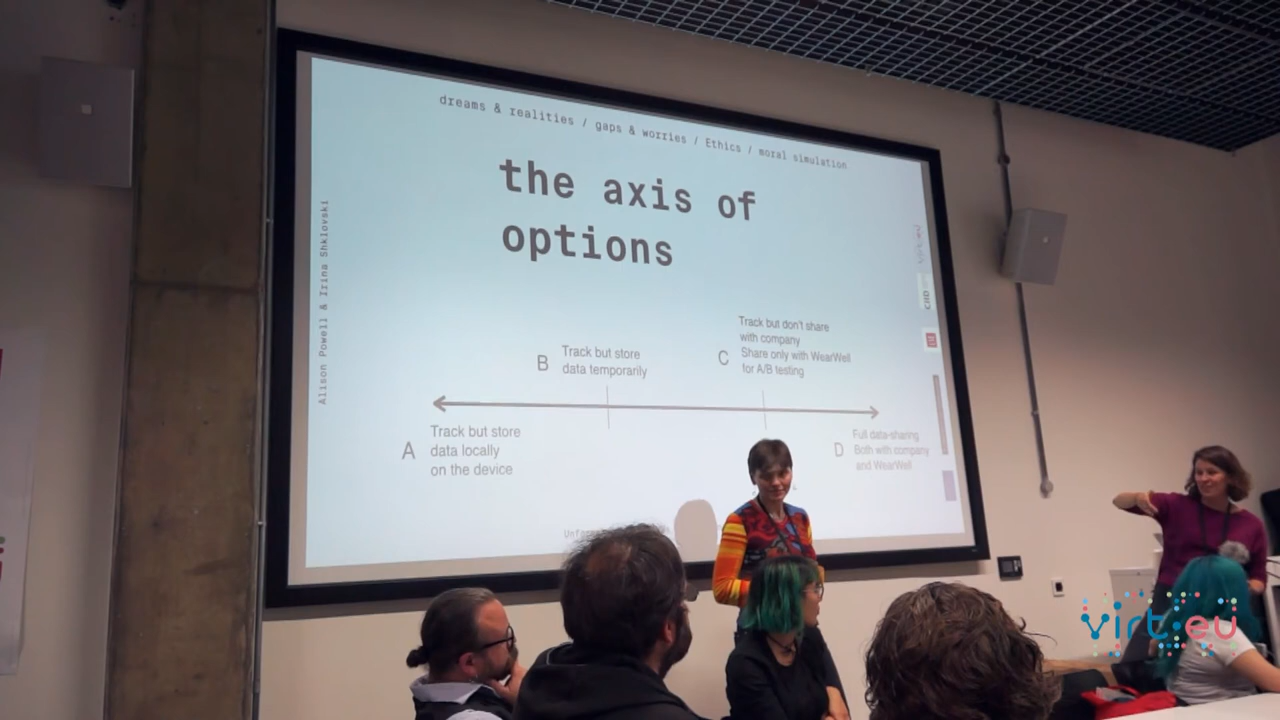 dreams & realities / gaps & worries / Ethics / moral simulation
the axis of
options
Alison Powell & Irina Shklovski
B
Track but store
data temporarily
C
Track but don't share
with company
Share only with WearWell
for A/B testing
A
Track but store
data locally
on the device
D
Full data-sharing
Both with company
and WearWell
virt:eu